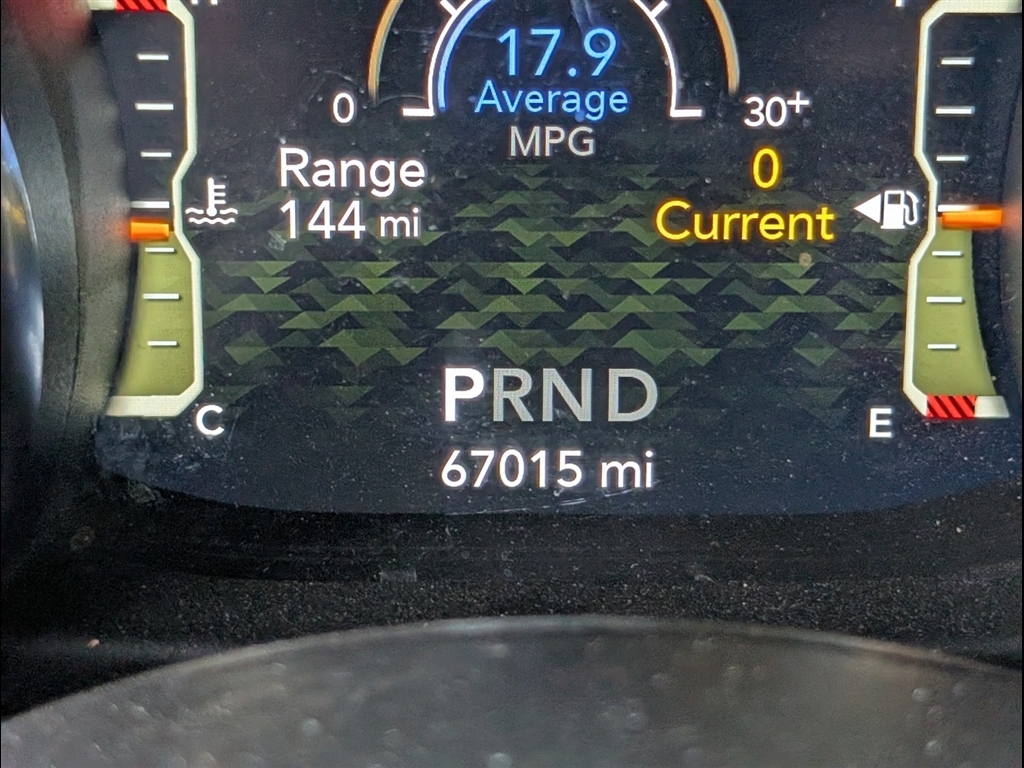 17.9
Average
0 30+
MPG
Range 0
144 mi Current
PRND
C E
67015 mi